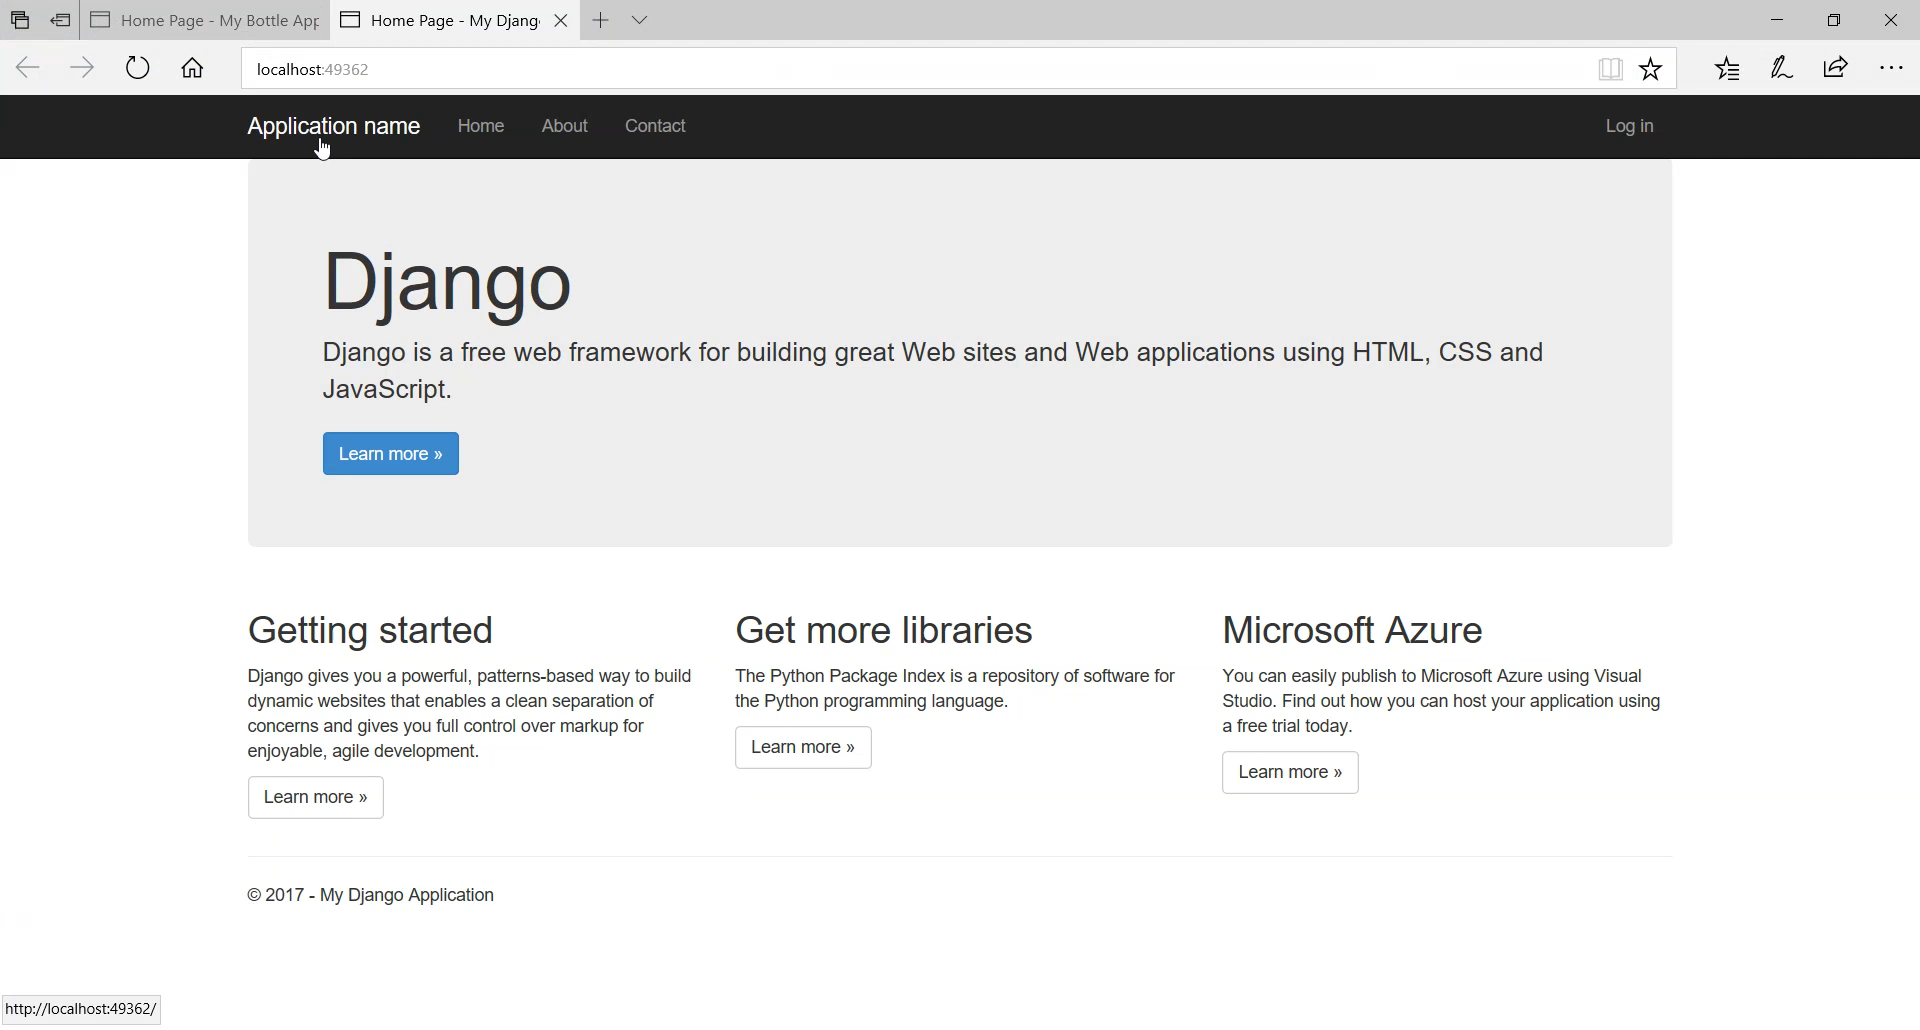 Home Page - My Bottle App
Home Page - My Djang
localhost:49362
Application name
Home
About
Contact
Log in
Django
Django is a free web framework for building great Web sites and Web applications using HTML, CSS and
JavaScript.
Learn more »
Getting started
Django gives you a powerful, patterns-based way to build
dynamic websites that enables a clean separation of
concerns and gives you full control over markup for
enjoyable, agile development.
Learn more »
Get more libraries
The Python Package Index is a repository of software for
the Python programming language.
Learn more »
Microsoft Azure
You can easily publish to Microsoft Azure using Visual
Studio. Find out how you can host your application using
a free trial today.
Learn more »
© 2017 - My Django Application
http://localhost:49362/